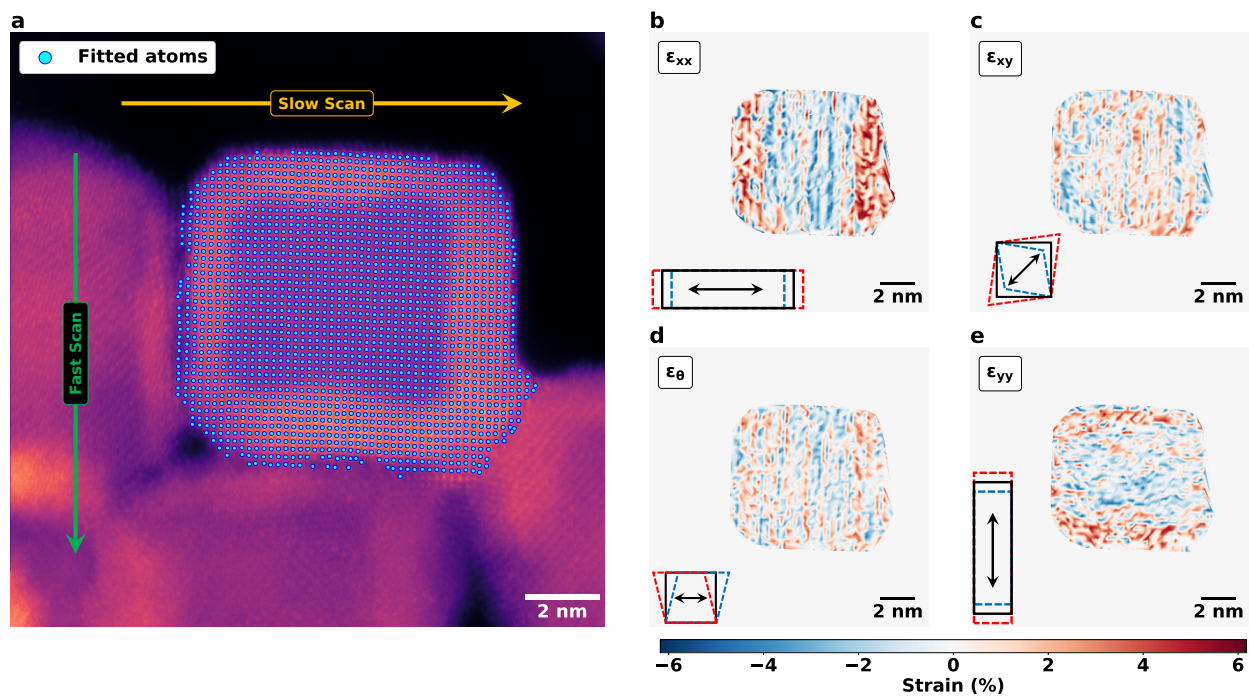 a
Fitted atoms
Slow Scan
Fast Scan
2 nm
b
εxx
2 nm
c
εxy
2 nm
d
εθ
2 nm
e
εyy
2 nm
−6 −4 −2 0 2 4 6
Strain (%)